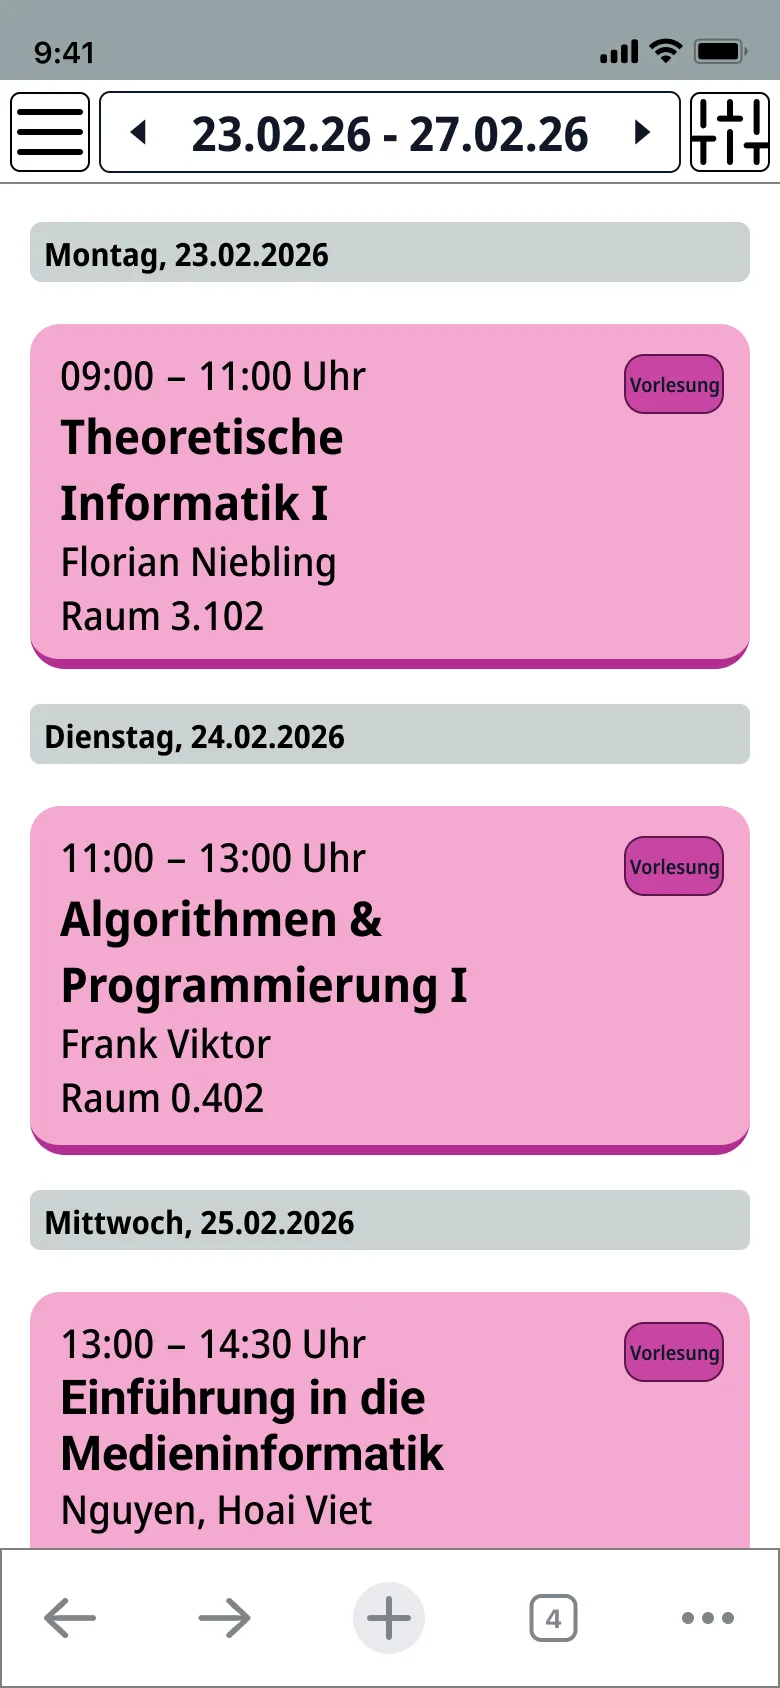 9:41
23.02.26 - 27.02.26
Montag, 23.02.2026
09:00 – 11:00 Uhr
Vorlesung
Theoretische
Informatik I
Florian Niebling
Raum 3.102
Dienstag, 24.02.2026
11:00 – 13:00 Uhr
Vorlesung
Algorithmen &
Programmierung I
Frank Viktor
Raum 0.402
Mittwoch, 25.02.2026
13:00 – 14:30 Uhr
Vorlesung
Einführung in die
Medieninformatik
Nguyen, Hoai Viet
4